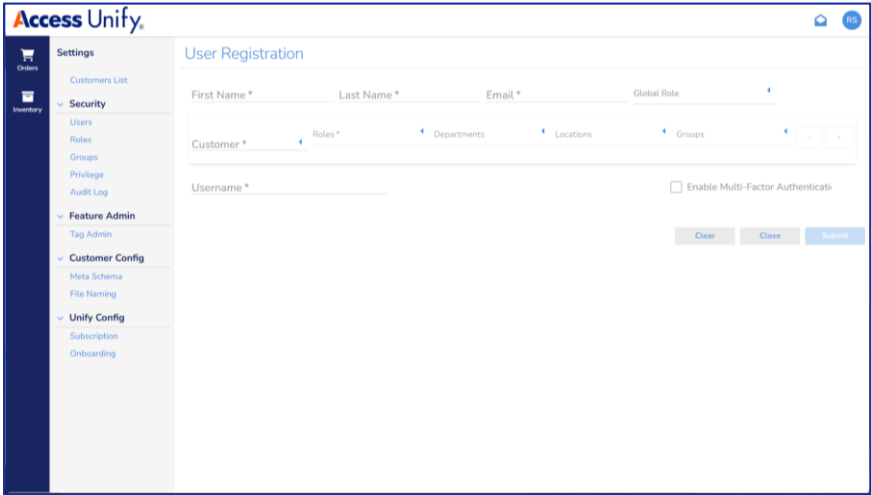 Access Unify®
RS
Orders
Inventory
Settings
Customers List
Security
Users
Roles
Groups
Privilege
Audit Log
Feature Admin
Tag Admin
Customer Config
Meta Schema
File Naming
Unify Config
Subscription
Onboarding
User Registration
First Name * Last Name * Email * Global Role
Customer * Roles * Departments Locations Groups - +
Username * Enable Multi-Factor Authenticati
Clear Close Submit